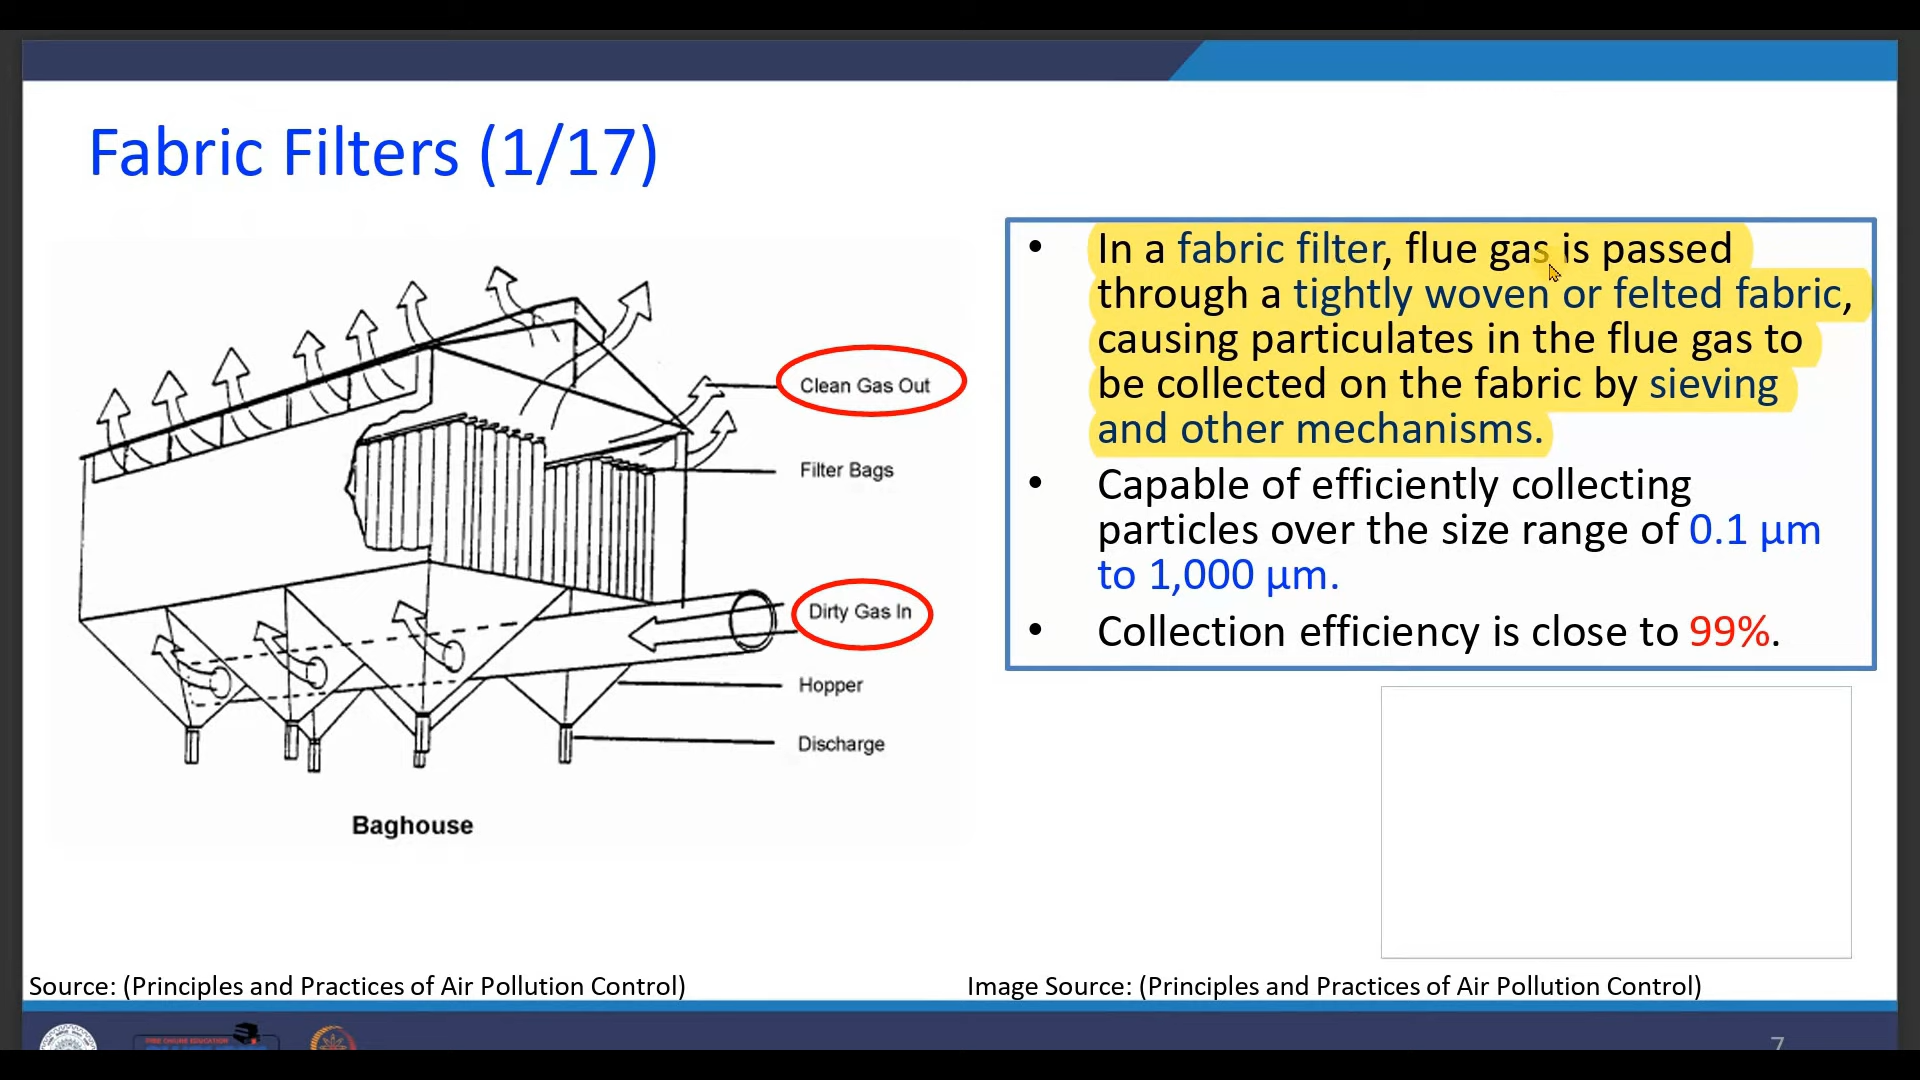 Fabric Filters (1/17)
Clean Gas Out
Filter Bags
Dirty Gas In
Hopper
Discharge
Baghouse
• In a fabric filter, flue gas is passed
through a tightly woven or felted fabric,
causing particulates in the flue gas to
be collected on the fabric by sieving
and other mechanisms.
• Capable of efficiently collecting
particles over the size range of 0.1 µm
to 1,000 µm.
• Collection efficiency is close to 99%.
Source: (Principles and Practices of Air Pollution Control)
Image Source: (Principles and Practices of Air Pollution Control)
FREE ONLINE EDUCATION
7